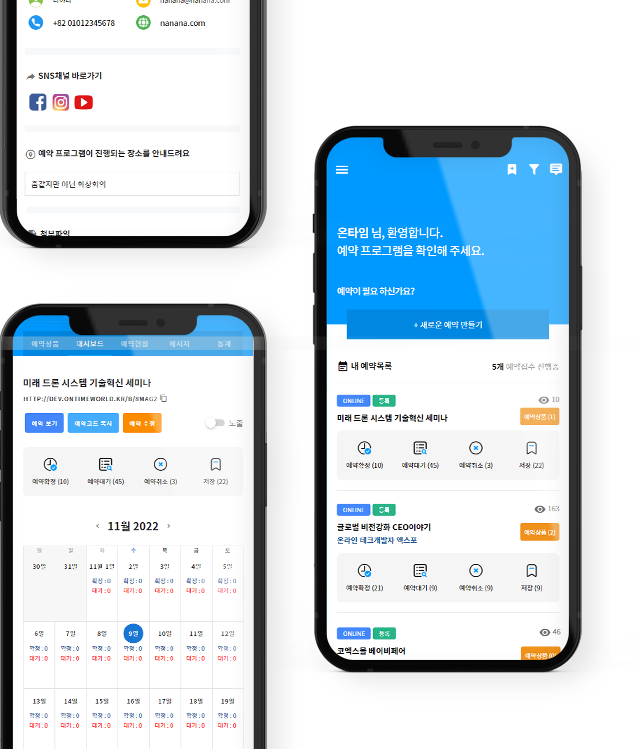 +82 01012345678
nanana.com
SNS채널 바로가기
예약 프로그램이 진행되는 장소를 안내드려요
줌같지만 아닌 화상회의
첨부파일
온타임 님, 환영합니다.
예약 프로그램을 확인해 주세요.
예약이 필요 하신가요?
+ 새로운 예약 만들기
내 예약목록
5개 예약접수 진행중
ONLINE 등록
10
미래 드론 시스템 기술혁신 세미나
예약상품 (1)
예약확정 (10)
예약대기 (45)
예약취소 (3)
저장 (22)
ONLINE 등록
163
글로벌 비전강화 CEO이야기
예약상품 (2)
온라인 테크개발자 엑스포
예약확정 (21)
예약대기 (9)
예약취소 (9)
저장 (9)
ONLINE 등록
46
코엑스몰 베이비페어
예약상품
예약상품
대시보드
예약현황
메시지
통계
미래 드론 시스템 기술혁신 세미나
HTTP://DEV.ONTIMEWORLD.KR/B/8MAG2
예약 보기
예약코드 복사
예약 수정
노출
예약확정 (10)
예약대기 (45)
예약취소 (3)
저장 (22)
< 11월 2022 >
일 월 화 수 목 금 토
30일 31일 11월 1일 2일 3일 4일 5일
확정 : 0 확정 : 0 확정 : 0 확정 : 0 확정 : 0
대기 : 0 대기 : 0 대기 : 0 대기 : 0 대기 : 0
6일 7일 8일 9일 10일 11일 12일
확정 : 0 확정 : 0 확정 : 0 확정 : 0 확정 : 0 확정 : 0 확정 : 0
대기 : 0 대기 : 0 대기 : 0 대기 : 0 대기 : 0 대기 : 0 대기 : 0
13일 14일 15일 16일 17일 18일 19일
확정 : 0 확정 : 0 확정 : 0 확정 : 0 확정 : 0 확정 : 0 확정 : 0
대기 : 0 대기 : 0 대기 : 0 대기 : 0 대기 : 0 대기 : 0 대기 : 0